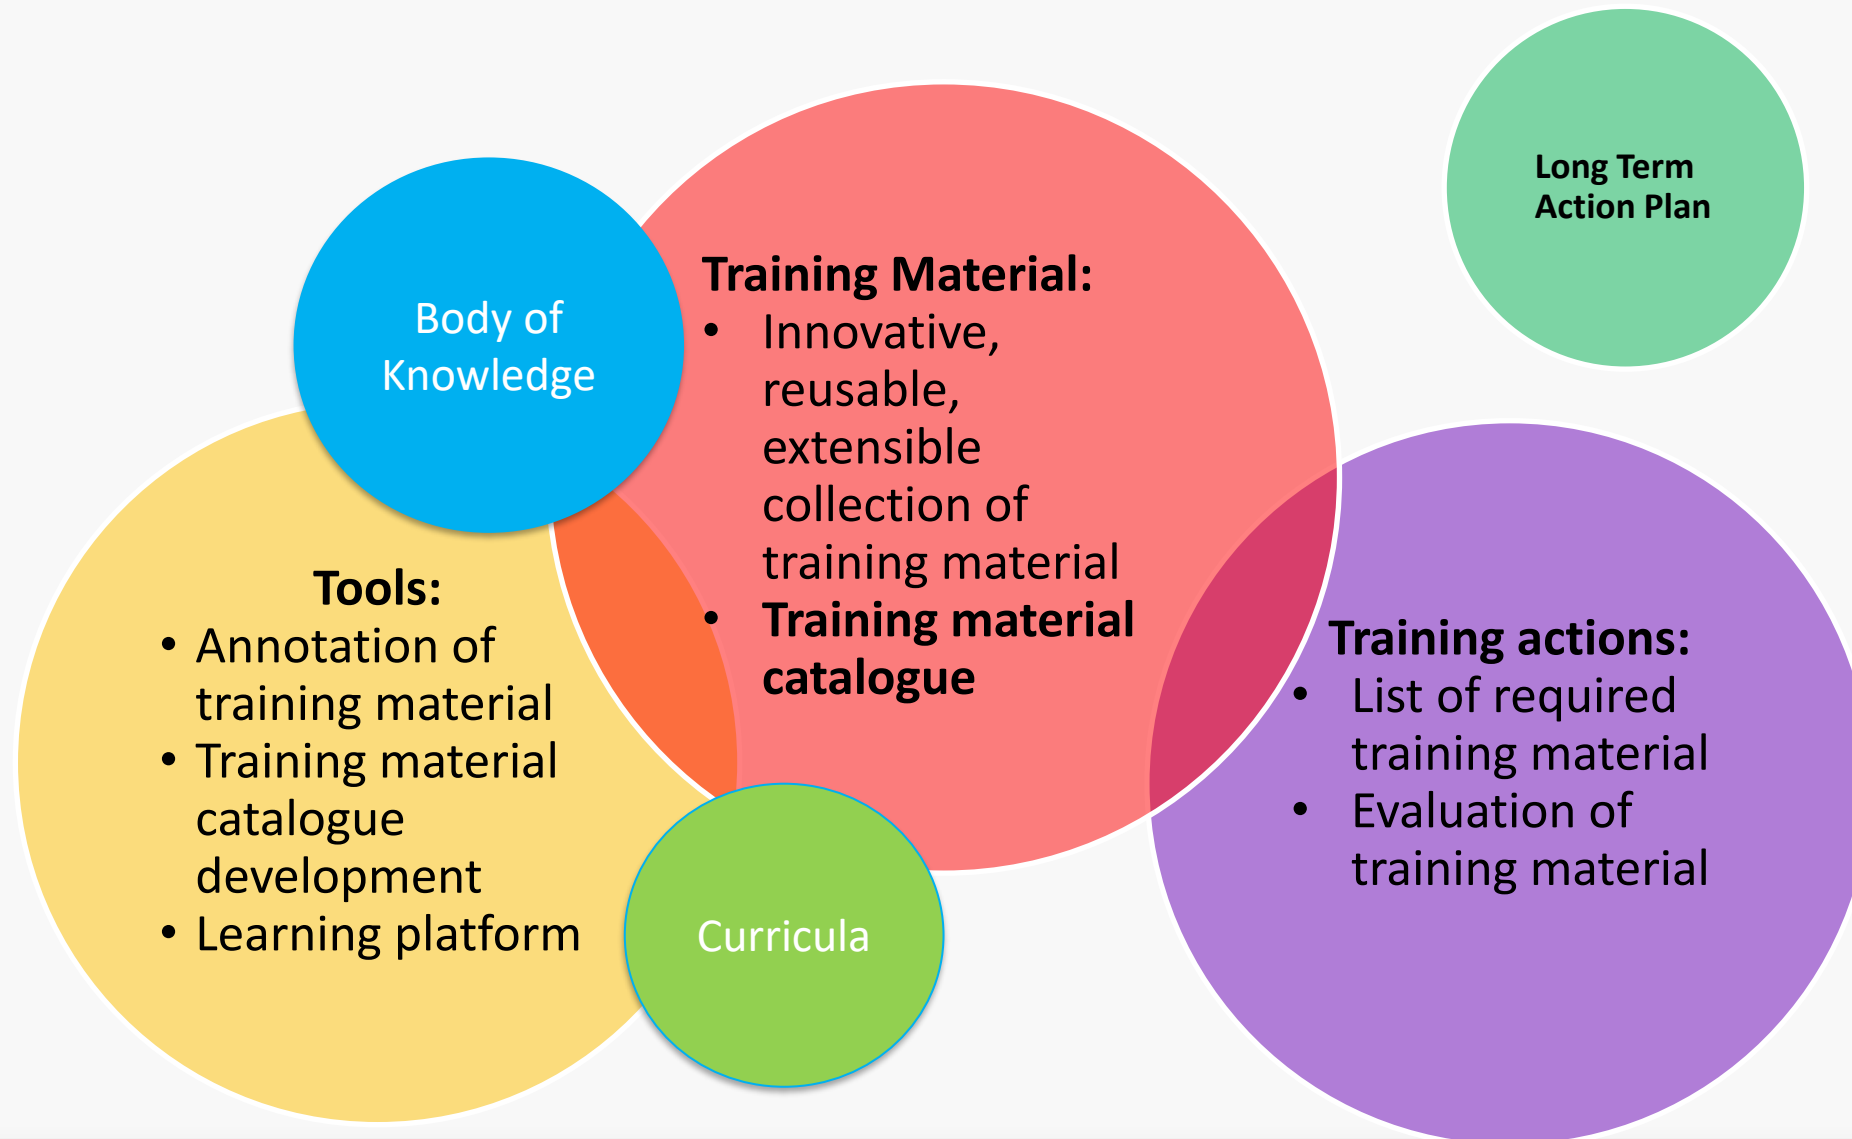 Long Term
Action Plan
Body of
Knowledge
Training Material:
• Innovative,
reusable,
extensible
collection of
training material
• Training material
catalogue
Tools:
• Annotation of
training material
• Training material
catalogue
development
• Learning platform
Training actions:
• List of required
training material
• Evaluation of
training material
Curricula